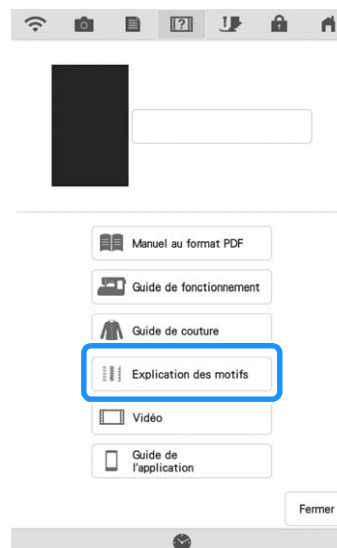 Manuel au format PDF
Guide de fonctionnement
Guide de couture
Explication des motifs
Vidéo
Guide de
l'application
Fermer